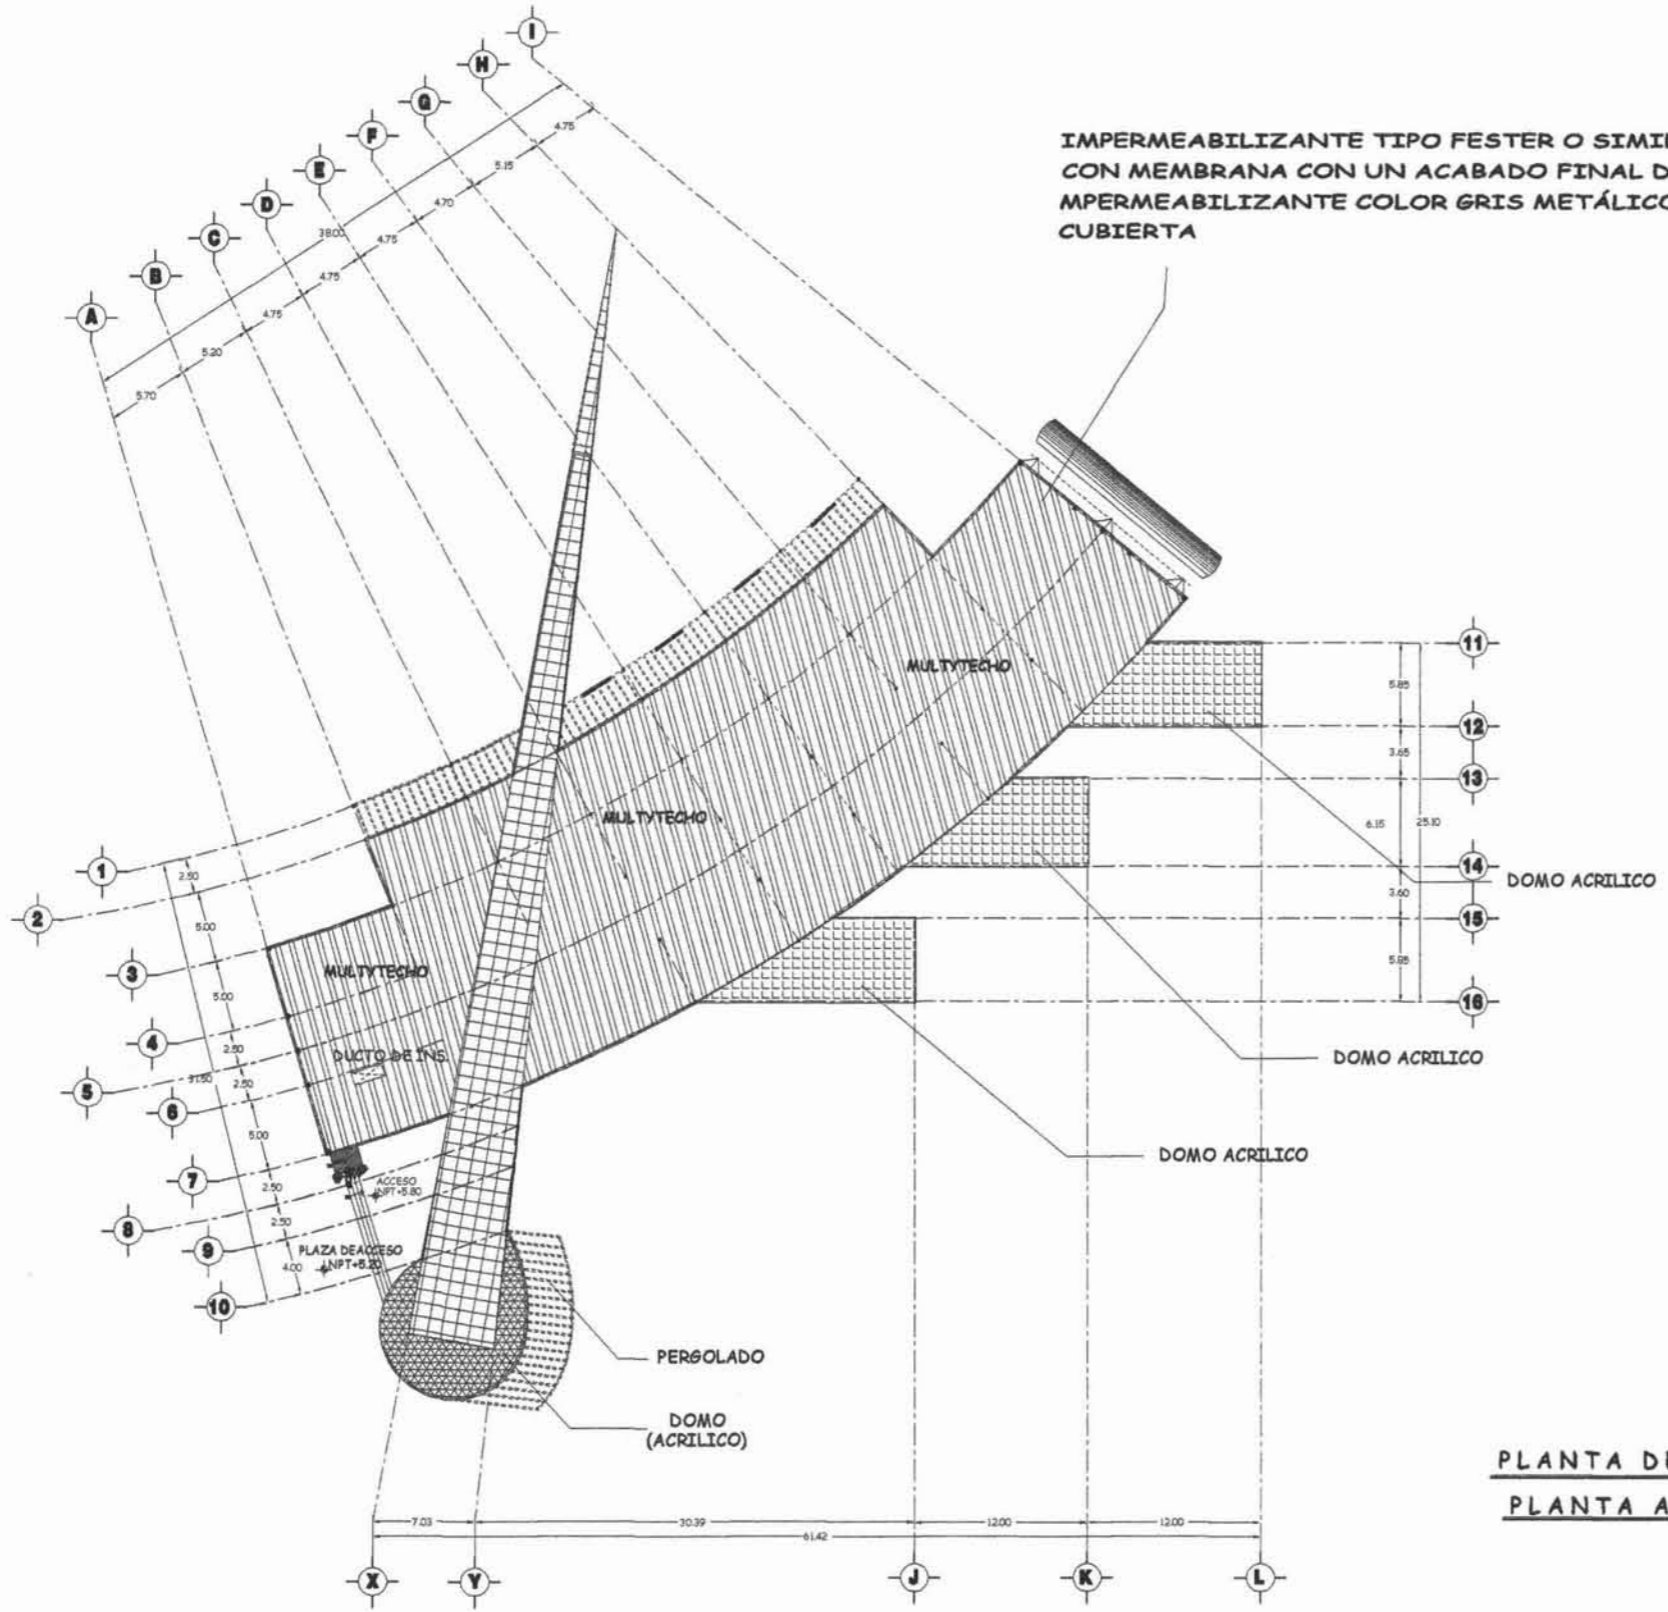 I
H
G
F
E
D
C
B
A
4.75
5.15
4.70
4.75
4.75
4.75
5.20
5.70
38.00
IMPERMEABILIZANTE TIPO FESTER O SIMI
CON MEMBRANA CON UN ACABADO FINAL D
MPERMEABILIZANTE COLOR GRIS METÁLICO
CUBIERTA
MULTYTECHO
MULTYTECHO
MULTYTECHO
DUCTO DE INS.
1
2
3
4
5
6
7
8
9
10
2.50
5.00
5.00
2.50
2.50
31.50
5.00
2.50
2.50
4.00
ACCESO
NPT+5.80
PLAZA DE ACCESO
NPT+5.20
11
12
13
14
15
16
5.85
3.65
6.15
25.10
3.60
5.85
DOMO ACRILICO
DOMO ACRILICO
DOMO ACRILICO
PERGOLADO
DOMO
(ACRILICO)
PLANTA DE
PLANTA A
7.03
30.39
12.00
12.00
61.42
X
Y
J
K
L